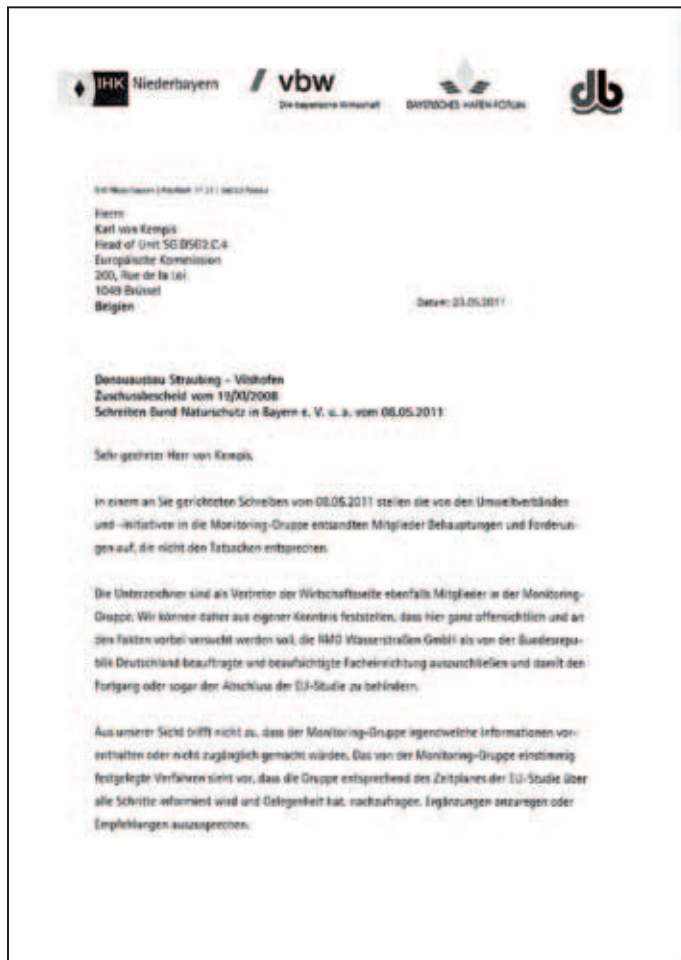 IHK Niederbayern
vbw
Die bayerische Wirtschaft
BAYERISCHES HAFEN-FORUM
db
Herrn
Karl von Kempis
Head of Unit SG.DSG2.C.4
Europäische Kommission
200, Rue de la Loi
1049 Brüssel
Belgien
Datum: 23.05.2011
Donauausbau Straubing – Vilshofen
Zuschussbescheid vom 19/XI/2008
Schreiben Bund Naturschutz in Bayern e. V. u. a. vom 08.05.2011
Sehr geehrter Herr von Kempis,
in einem an Sie gerichteten Schreiben vom 08.05.2011 stellen die von den Umweltverbänden
und -initiativen in die Monitoring-Gruppe entsandten Mitglieder Behauptungen und Forderun-
gen auf, die nicht den Tatsachen entsprechen.
Die Unterzeichner sind als Vertreter der Wirtschaftsseite ebenfalls Mitglieder in der Monitoring-
Gruppe. Wir können daher aus eigener Kenntnis feststellen, dass hier ganz offensichtlich und an
den Fakten vorbei versucht werden soll, die RMD Wasserstraßen GmbH als von der Bundesrepu-
blik Deutschland beauftragte und beaufsichtigte Facheinrichtung auszuschließen und damit den
Fortgang oder sogar den Abschluss der EU-Studie zu behindern.
Aus unserer Sicht trifft nicht zu, dass der Monitoring-Gruppe irgendwelche Informationen vor-
enthalten oder nicht zugänglich gemacht würden. Das von der Monitoring-Gruppe einstimmig
festgelegte Verfahren sieht vor, dass die Gruppe entsprechend des Zeitplanes der EU-Studie über
alle Schritte informiert wird und Gelegenheit hat, nachzufragen, Ergänzungen anzuregen oder
Empfehlungen auszusprechen.